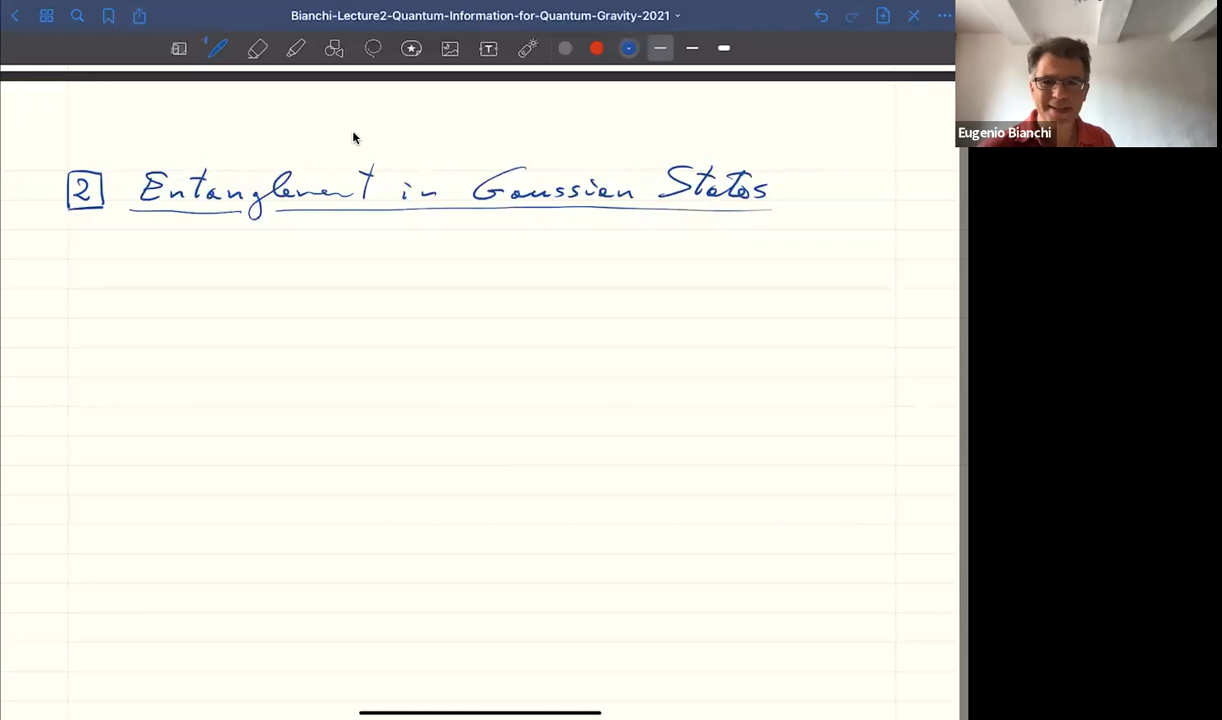 Bianchi-Lecture2-Quantum-Information-for-Quantum-Gravity-2021
Eugenio Bianchi
2 Entanglement in Gaussian States